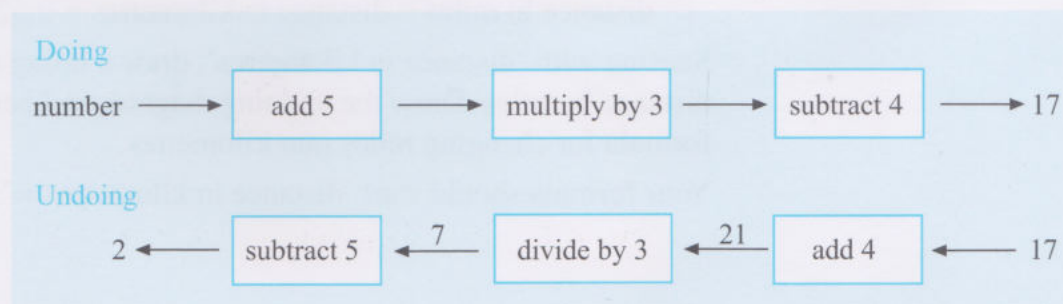 Doing
number add 5 multiply by 3 subtract 4 17
Undoing
2 subtract 5 7 divide by 3 21 add 4 17